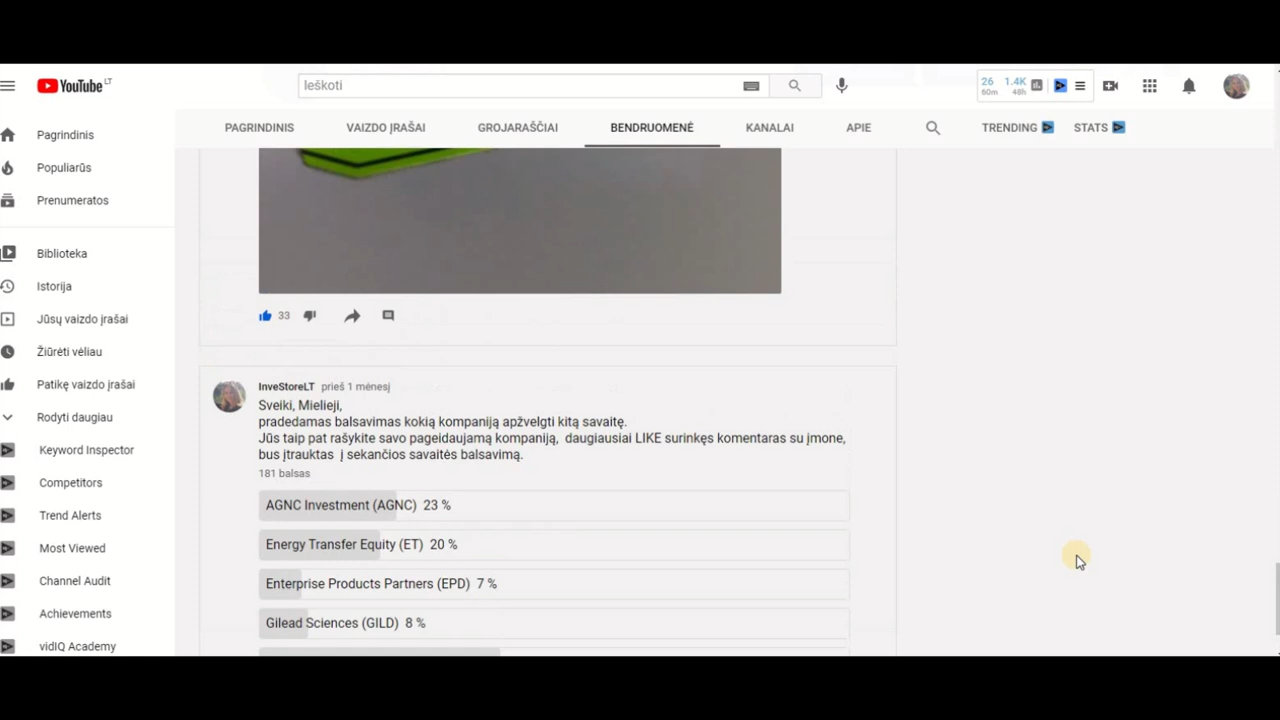 YouTube LT
Ieškoti
26 1.4K
60m 48h
PAGRINDINIS VAIZDO ĮRAŠAI GROJARAŠČIAI BENDRUOMENĖ KANALAI APIE TRENDING STATS
Pagrindinis
Populiarūs
Prenumeratos
Biblioteka
Istorija
Jūsų vaizdo įrašai
Žiūrėti vėliau
Patikę vaizdo įrašai
Rodyti daugiau
Keyword Inspector
Competitors
Trend Alerts
Most Viewed
Channel Audit
Achievements
vidIQ Academy
33
InveStoreLT prieš 1 mėnesį
Sveiki, Mielieji,
pradedamas balsavimas kokią kompaniją apžvelgti kitą savaitę.
Jūs taip pat rašykite savo pageidaujamą kompaniją, daugiausiai LIKE surinkęs komentaras su įmone,
bus įtrauktas į sekančios savaitės balsavimą.
181 balsas
AGNC Investment (AGNC) 23 %
Energy Transfer Equity (ET) 20 %
Enterprise Products Partners (EPD) 7 %
Gilead Sciences (GILD) 8 %